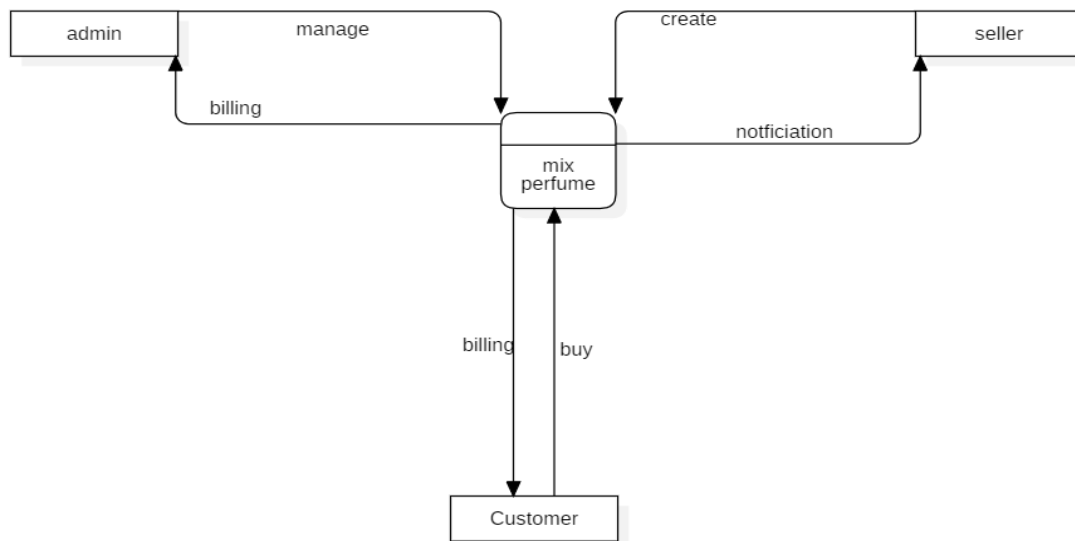 admin
manage
create
seller
billing
notficiation
mix
perfume
billing
buy
Customer